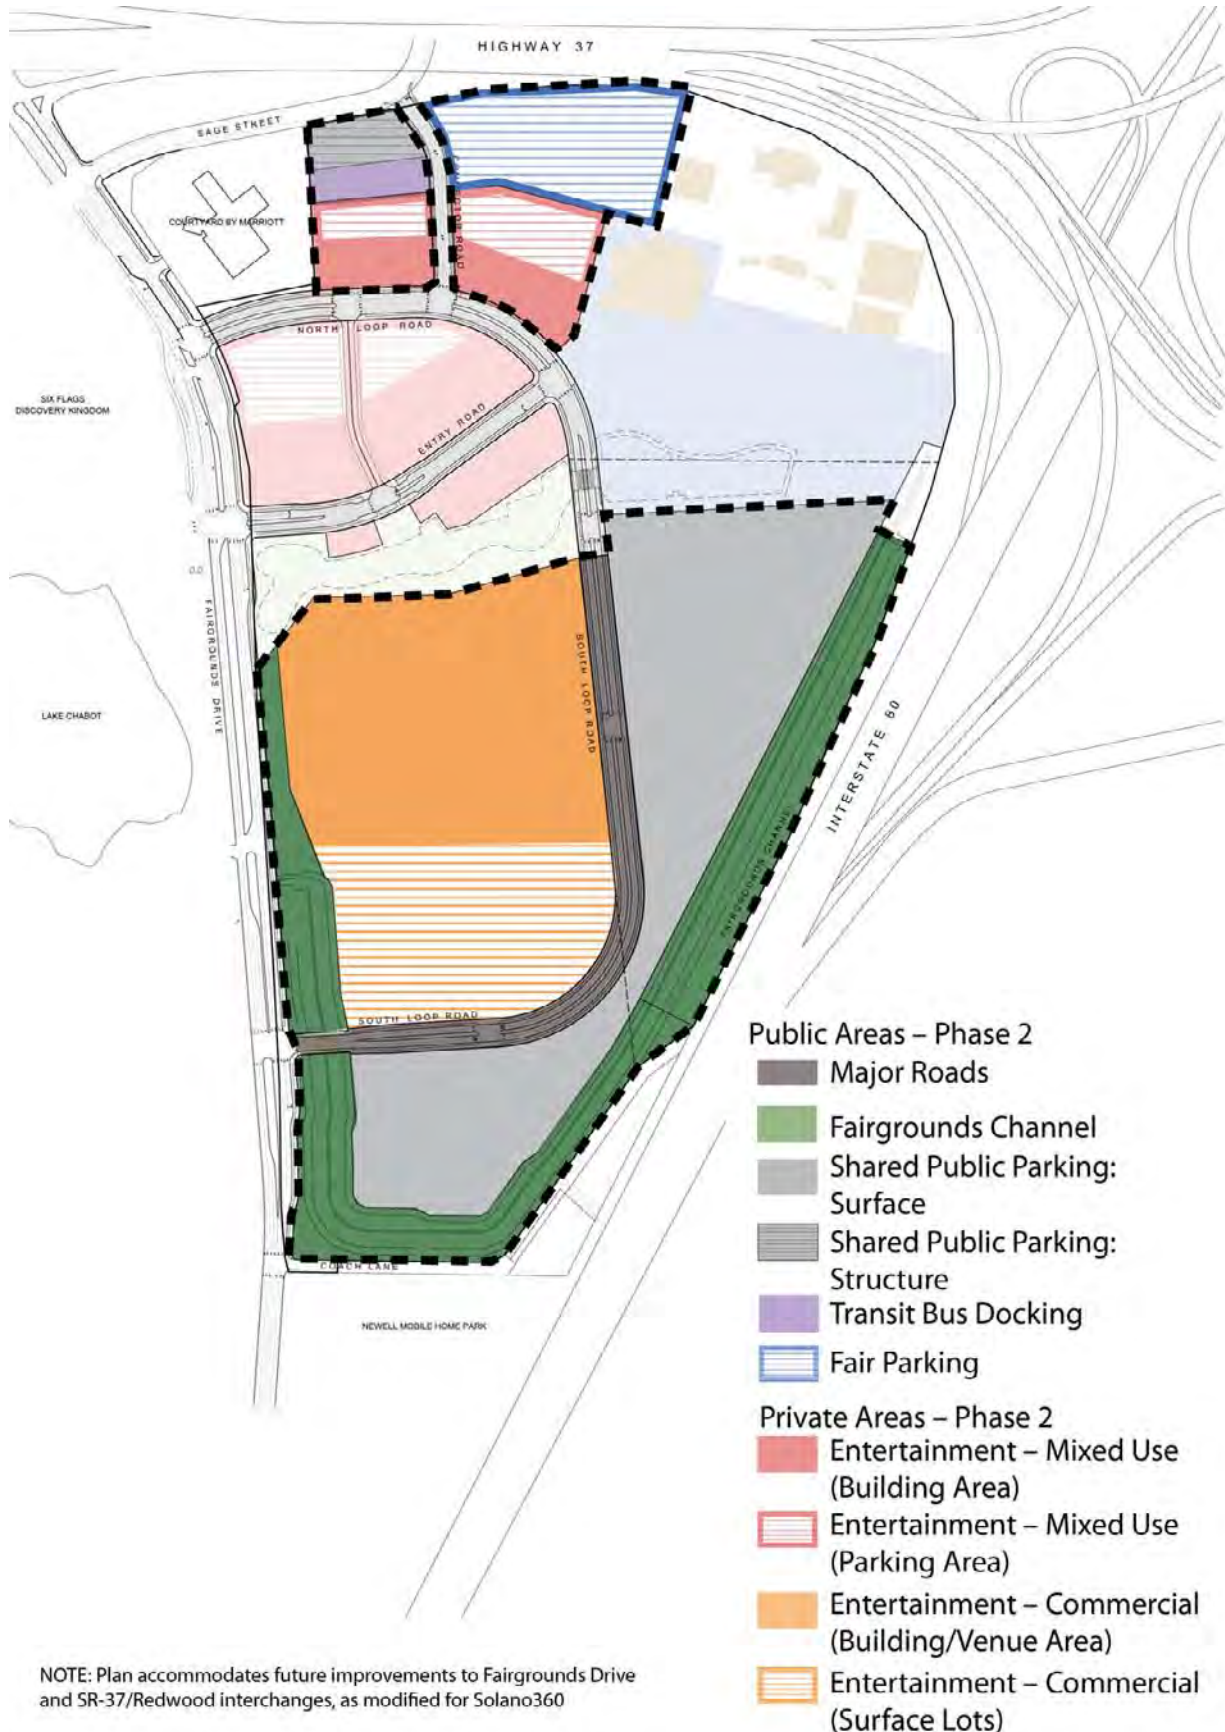 HIGHWAY 37
SAGE STREET
COURTYARD BY MARRIOTT
NORTH LOOP ROAD
SIX FLAGS
DISCOVERY KINGDOM
ENTRY ROAD
FAIRGROUNDS DRIVE
SOUTH LOOP ROAD
LAKE CHABOT
INTERSTATE 80
FAIRGROUNDS CHANNEL
SOUTH LOOP ROAD
COACH LANE
NEWELL MOBILE HOME PARK
Public Areas – Phase 2
Major Roads
Fairgrounds Channel
Shared Public Parking:
Surface
Shared Public Parking:
Structure
Transit Bus Docking
Fair Parking
Private Areas – Phase 2
Entertainment – Mixed Use
(Building Area)
Entertainment – Mixed Use
(Parking Area)
Entertainment – Commercial
(Building/Venue Area)
Entertainment – Commercial
(Surface Lots)
NOTE: Plan accommodates future improvements to Fairgrounds Drive
and SR-37/Redwood interchanges, as modified for Solano360